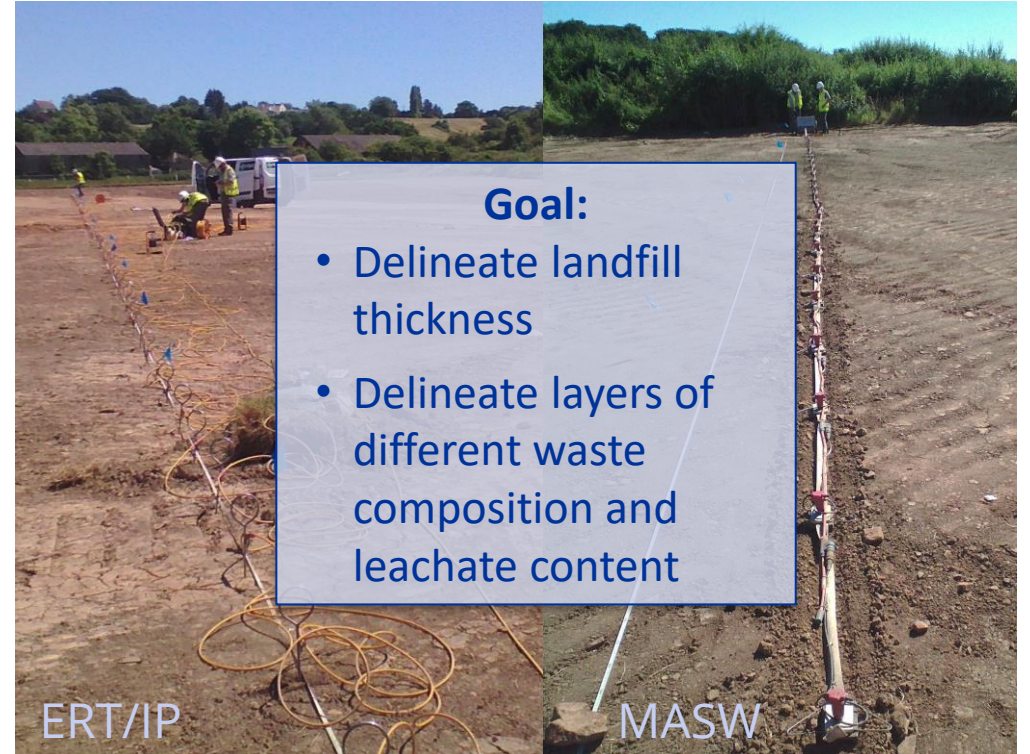 Goal:
• Delineate landfill
thickness
• Delineate layers of
different waste
composition and
leachate content
ERT/IP
MASW